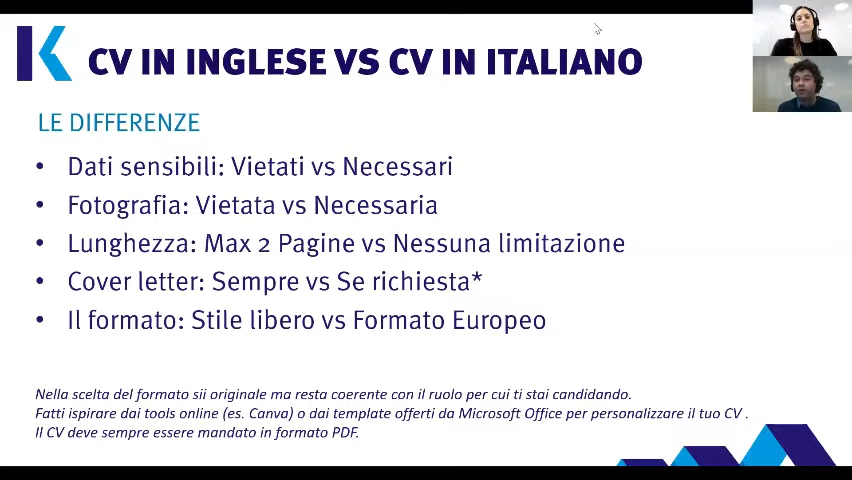 CV IN INGLESE VS CV IN ITALIANO
LE DIFFERENZE
• Dati sensibili: Vietati vs Necessari
• Fotografia: Vietata vs Necessaria
• Lunghezza: Max 2 Pagine vs Nessuna limitazione
• Cover letter: Sempre vs Se richiesta*
• Il formato: Stile libero vs Formato Europeo
Nella scelta del formato sii originale ma resta coerente con il ruolo per cui ti stai candidando.
Fatti ispirare dai tools online (es. Canva) o dai template offerti da Microsoft Office per personalizzare il tuo CV .
Il CV deve sempre essere mandato in formato PDF.